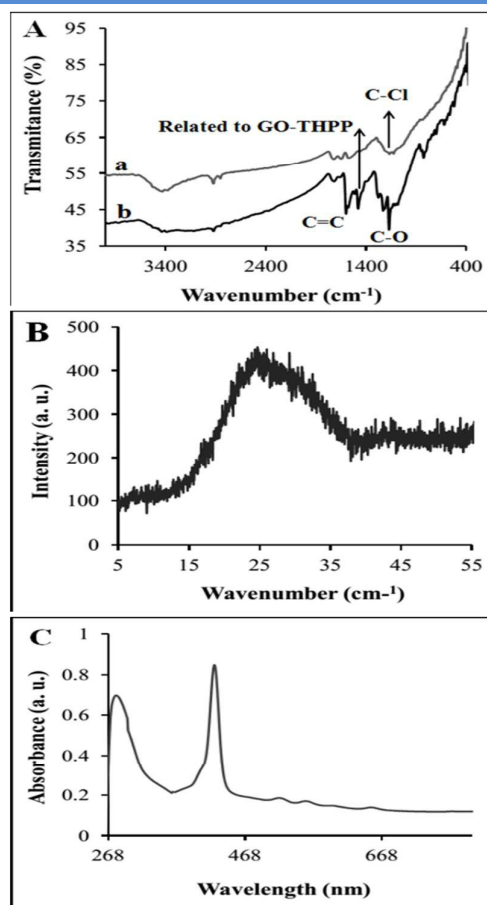 A
95
85
75
65
55
45
35
Transmitance (%)
C-Cl
Related to GO-THPP
a
b
C=C
C-O
3400 2400 1400 400
Wavenumber (cm-1)
B
500
400
300
200
100
0
Intensity (a. u.)
5 15 25 35 45 55
Wavenumber (cm-1)
C
1
0.8
0.6
0.4
0.2
0
Absorbance (a. u.)
268 468 668
Wavelength (nm)